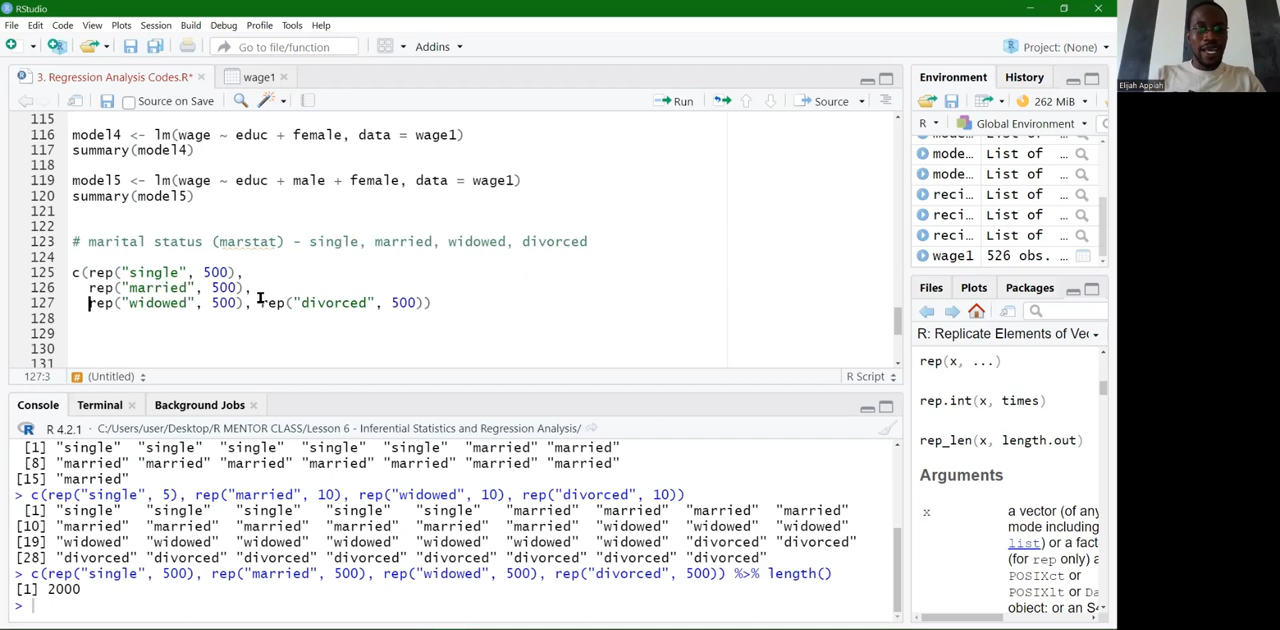 RStudio
File Edit Code View Plots Session Build Debug Profile Tools Help
Go to file/function Addins Project: (None)
3. Regression Analysis Codes.R* wage1
Source on Save Run Source
115
116 model4 <- lm(wage ~ educ + female, data = wage1)
117 summary(model4)
118
119 model5 <- lm(wage ~ educ + male + female, data = wage1)
120 summary(model5)
121
122
123 # marital status (marstat) - single, married, widowed, divorced
124
125 c(rep("single", 500),
126 rep("married", 500),
127 rep("widowed", 500), rep("divorced", 500))
128
129
130
131
127:3 (Untitled) R Script
Console Terminal Background Jobs
R 4.2.1 · C:/Users/user/Desktop/R MENTOR CLASS/Lesson 6 - Inferential Statistics and Regression Analysis/
[1] "single" "single" "single" "single" "single" "married" "married"
[8] "married" "married" "married" "married" "married" "married" "married"
[15] "married"
> c(rep("single", 5), rep("married", 10), rep("widowed", 10), rep("divorced", 10))
[1] "single" "single" "single" "single" "single" "married" "married" "married" "married"
[10] "married" "married" "married" "married" "married" "married" "widowed" "widowed" "widowed"
[19] "widowed" "widowed" "widowed" "widowed" "widowed" "widowed" "widowed" "divorced" "divorced"
[28] "divorced" "divorced" "divorced" "divorced" "divorced" "divorced" "divorced" "divorced"
> c(rep("single", 500), rep("married", 500), rep("widowed", 500), rep("divorced", 500)) %>% length()
[1] 2000
>
Environment History
262 MiB
R Global Environment
mode... List of ...
mode... List of ...
reci... List of ...
reci... List of ...
reci... List of ...
wage1 526 obs. ...
Files Plots Packages
R: Replicate Elements of Vec
rep(x, ...)
rep.int(x, times)
rep_len(x, length.out)
Arguments
x a vector (of any
mode including
list) or a fact
(for rep only) a
POSIXct or
POSIXlt or Da
object: or an S4
Elijah Appiah